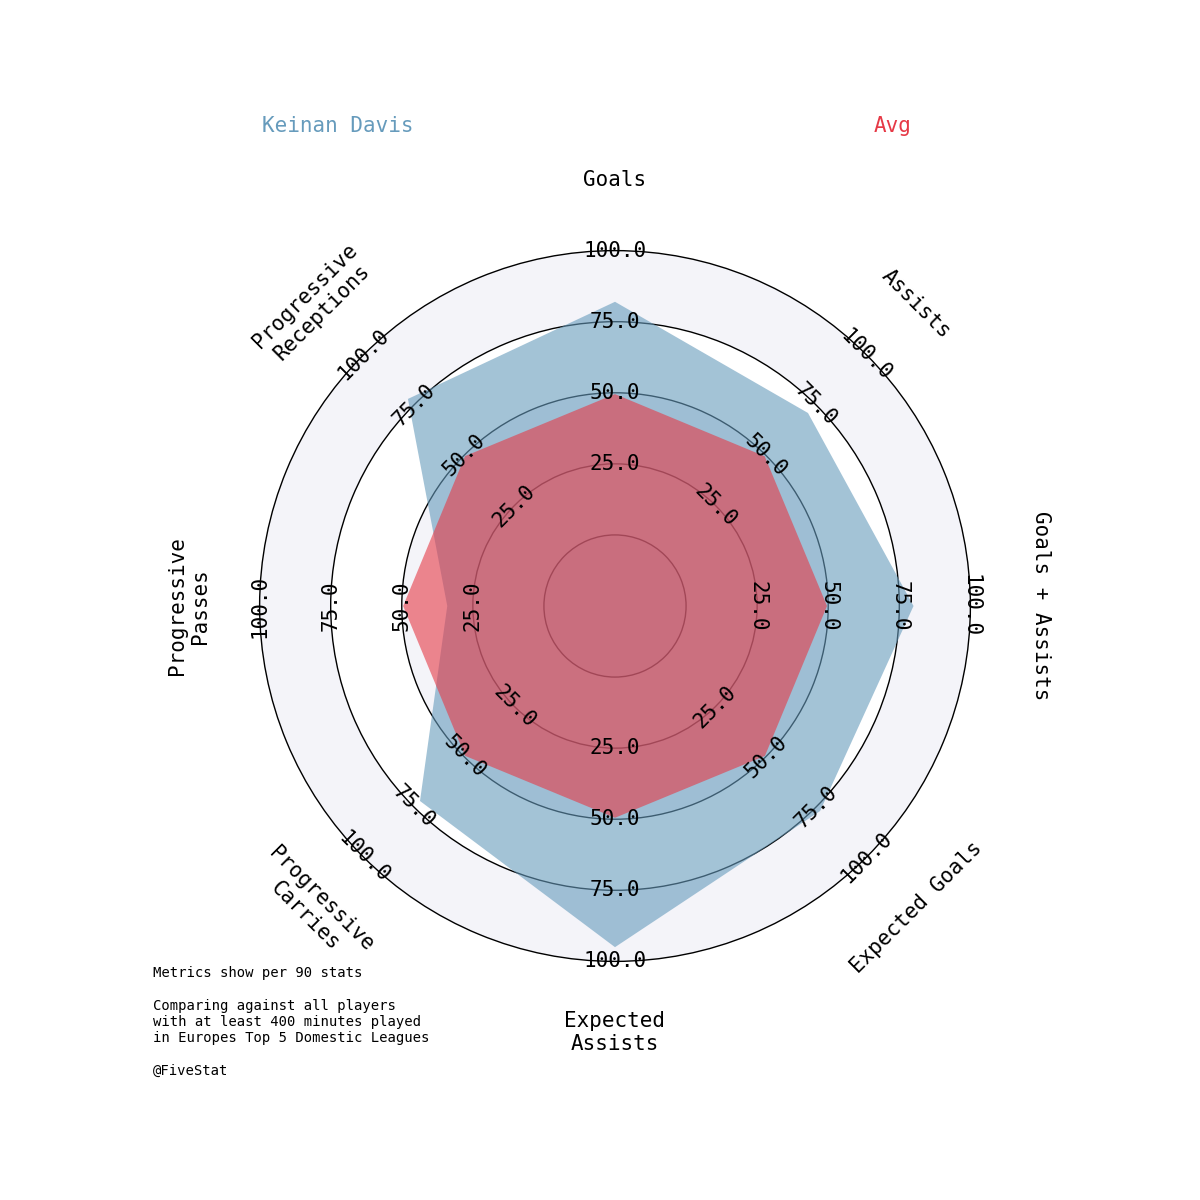 Keinan Davis
Avg
Goals
Assists
Goals + Assists
Expected Goals
Expected
Assists
Progressive
Carries
Progressive
Passes
Progressive
Receptions
25.0
50.0
75.0
100.0
25.0
50.0
75.0
100.0
25.0
50.0
75.0
100.0
25.0
50.0
75.0
100.0
25.0
50.0
75.0
100.0
25.0
50.0
75.0
100.0
25.0
50.0
75.0
100.0
25.0
50.0
75.0
100.0
Metrics show per 90 stats
Comparing against all players
with at least 400 minutes played
in Europes Top 5 Domestic Leagues
@FiveStat